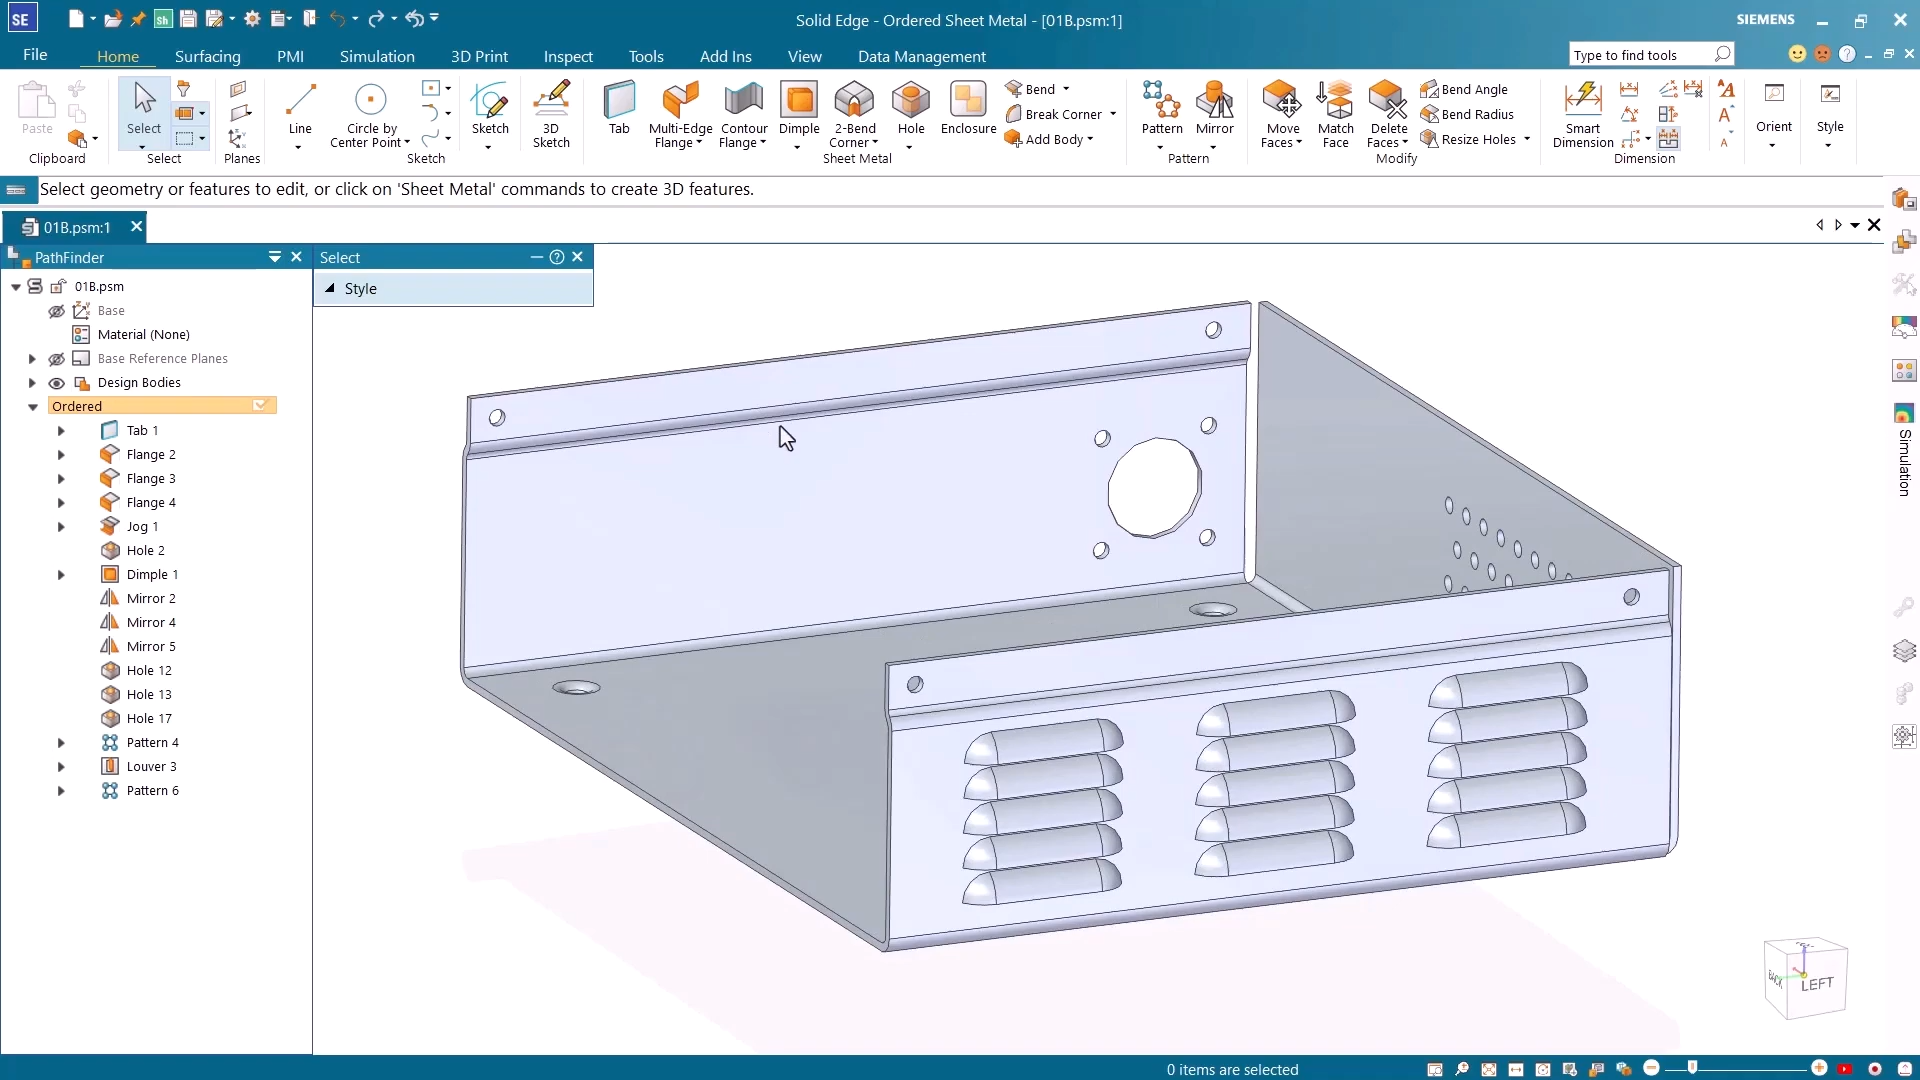 SE
Sh
Solid Edge - Ordered Sheet Metal - [01B.psm:1]
SIEMENS
File
Home
Surfacing
PMI
Simulation
3D Print
Inspect
Tools
Add Ins
View
Data Management
Type to find tools
Paste
Clipboard
Select
Select
Planes
Line
Circle by
Center Point
Sketch
Sketch
3D
Sketch
Tab
Multi-Edge
Flange
Contour
Flange
Dimple
2-Bend
Corner
Hole
Enclosure
Bend
Break Corner
Add Body
Sheet Metal
Pattern
Mirror
Pattern
Move
Faces
Match
Face
Delete
Faces
Bend Angle
Bend Radius
Resize Holes
Modify
Smart
Dimension
Dimension
Orient
Style
Select geometry or features to edit, or click on 'Sheet Metal' commands to create 3D features.
01B.psm:1
PathFinder
Select
Style
01B.psm
Base
Material (None)
Base Reference Planes
Design Bodies
Ordered
Tab 1
Flange 2
Flange 3
Flange 4
Jog 1
Hole 2
Dimple 1
Mirror 2
Mirror 4
Mirror 5
Hole 12
Hole 13
Hole 17
Pattern 4
Louver 3
Pattern 6
Simulation
BACK
LEFT
0 items are selected